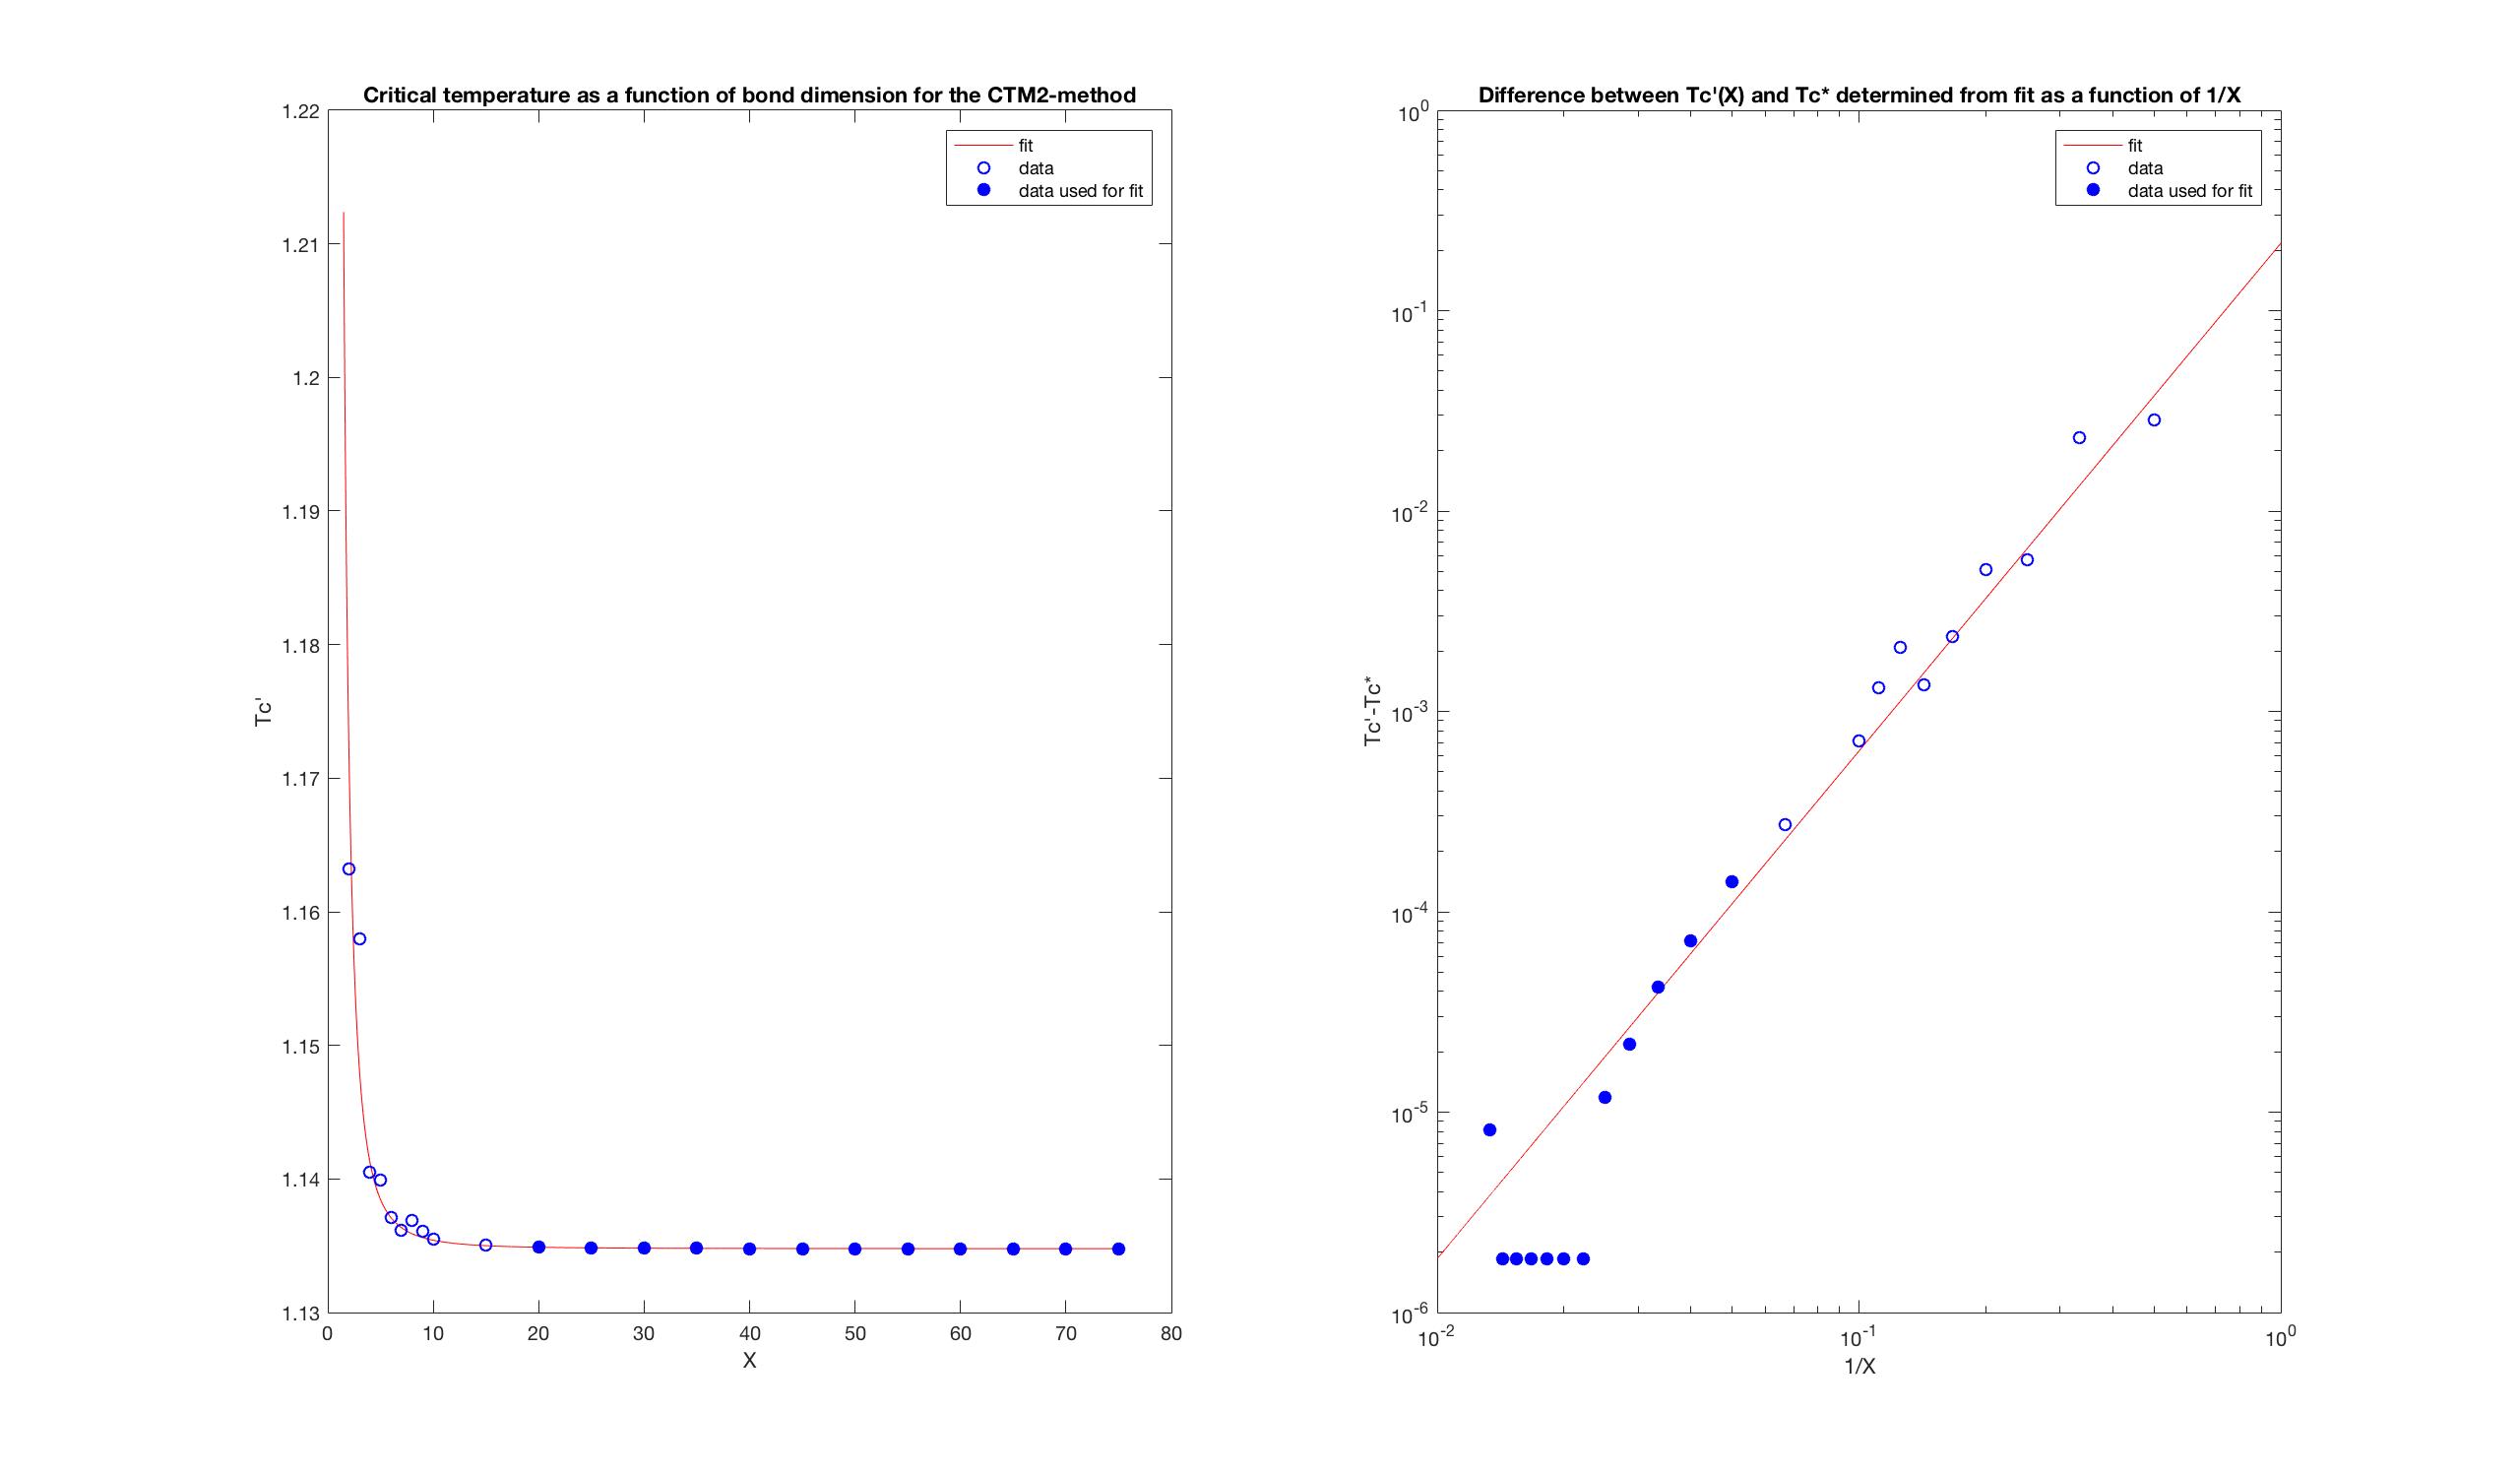 Critical temperature as a function of bond dimension for the CTM2-method
1.22
1.21
1.2
1.19
1.18
1.17
1.16
1.15
1.14
1.13
Tc'
0
10
20
30
40
50
60
70
80
X
fit
data
data used for fit
Difference between Tc'(X) and Tc* determined from fit as a function of 1/X
10^0
10^-1
10^-2
10^-3
10^-4
10^-5
10^-6
Tc'-Tc*
10^-2
10^-1
10^0
1/X
fit
data
data used for fit